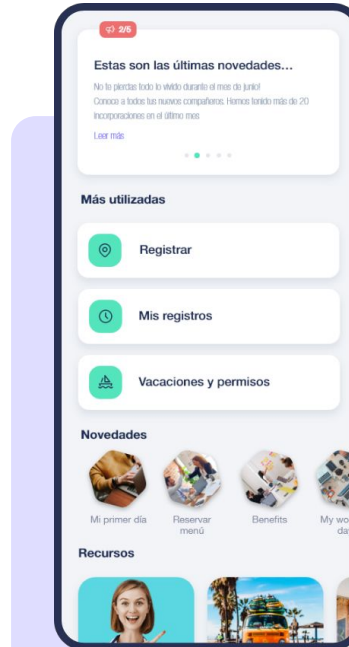 2/5
Estas son las últimas novedades...
No te pierdas todo lo vivido durante el mes de junio!
Conoce a todos tus nuevos compañeros. Hemos tenido más de 20
incorporaciones en el último mes
Leer más
Más utilizadas
Registrar
Mis registros
Vacaciones y permisos
Novedades
Mi primer día
Reservar
menú
Benefits
My wo
da
Recursos